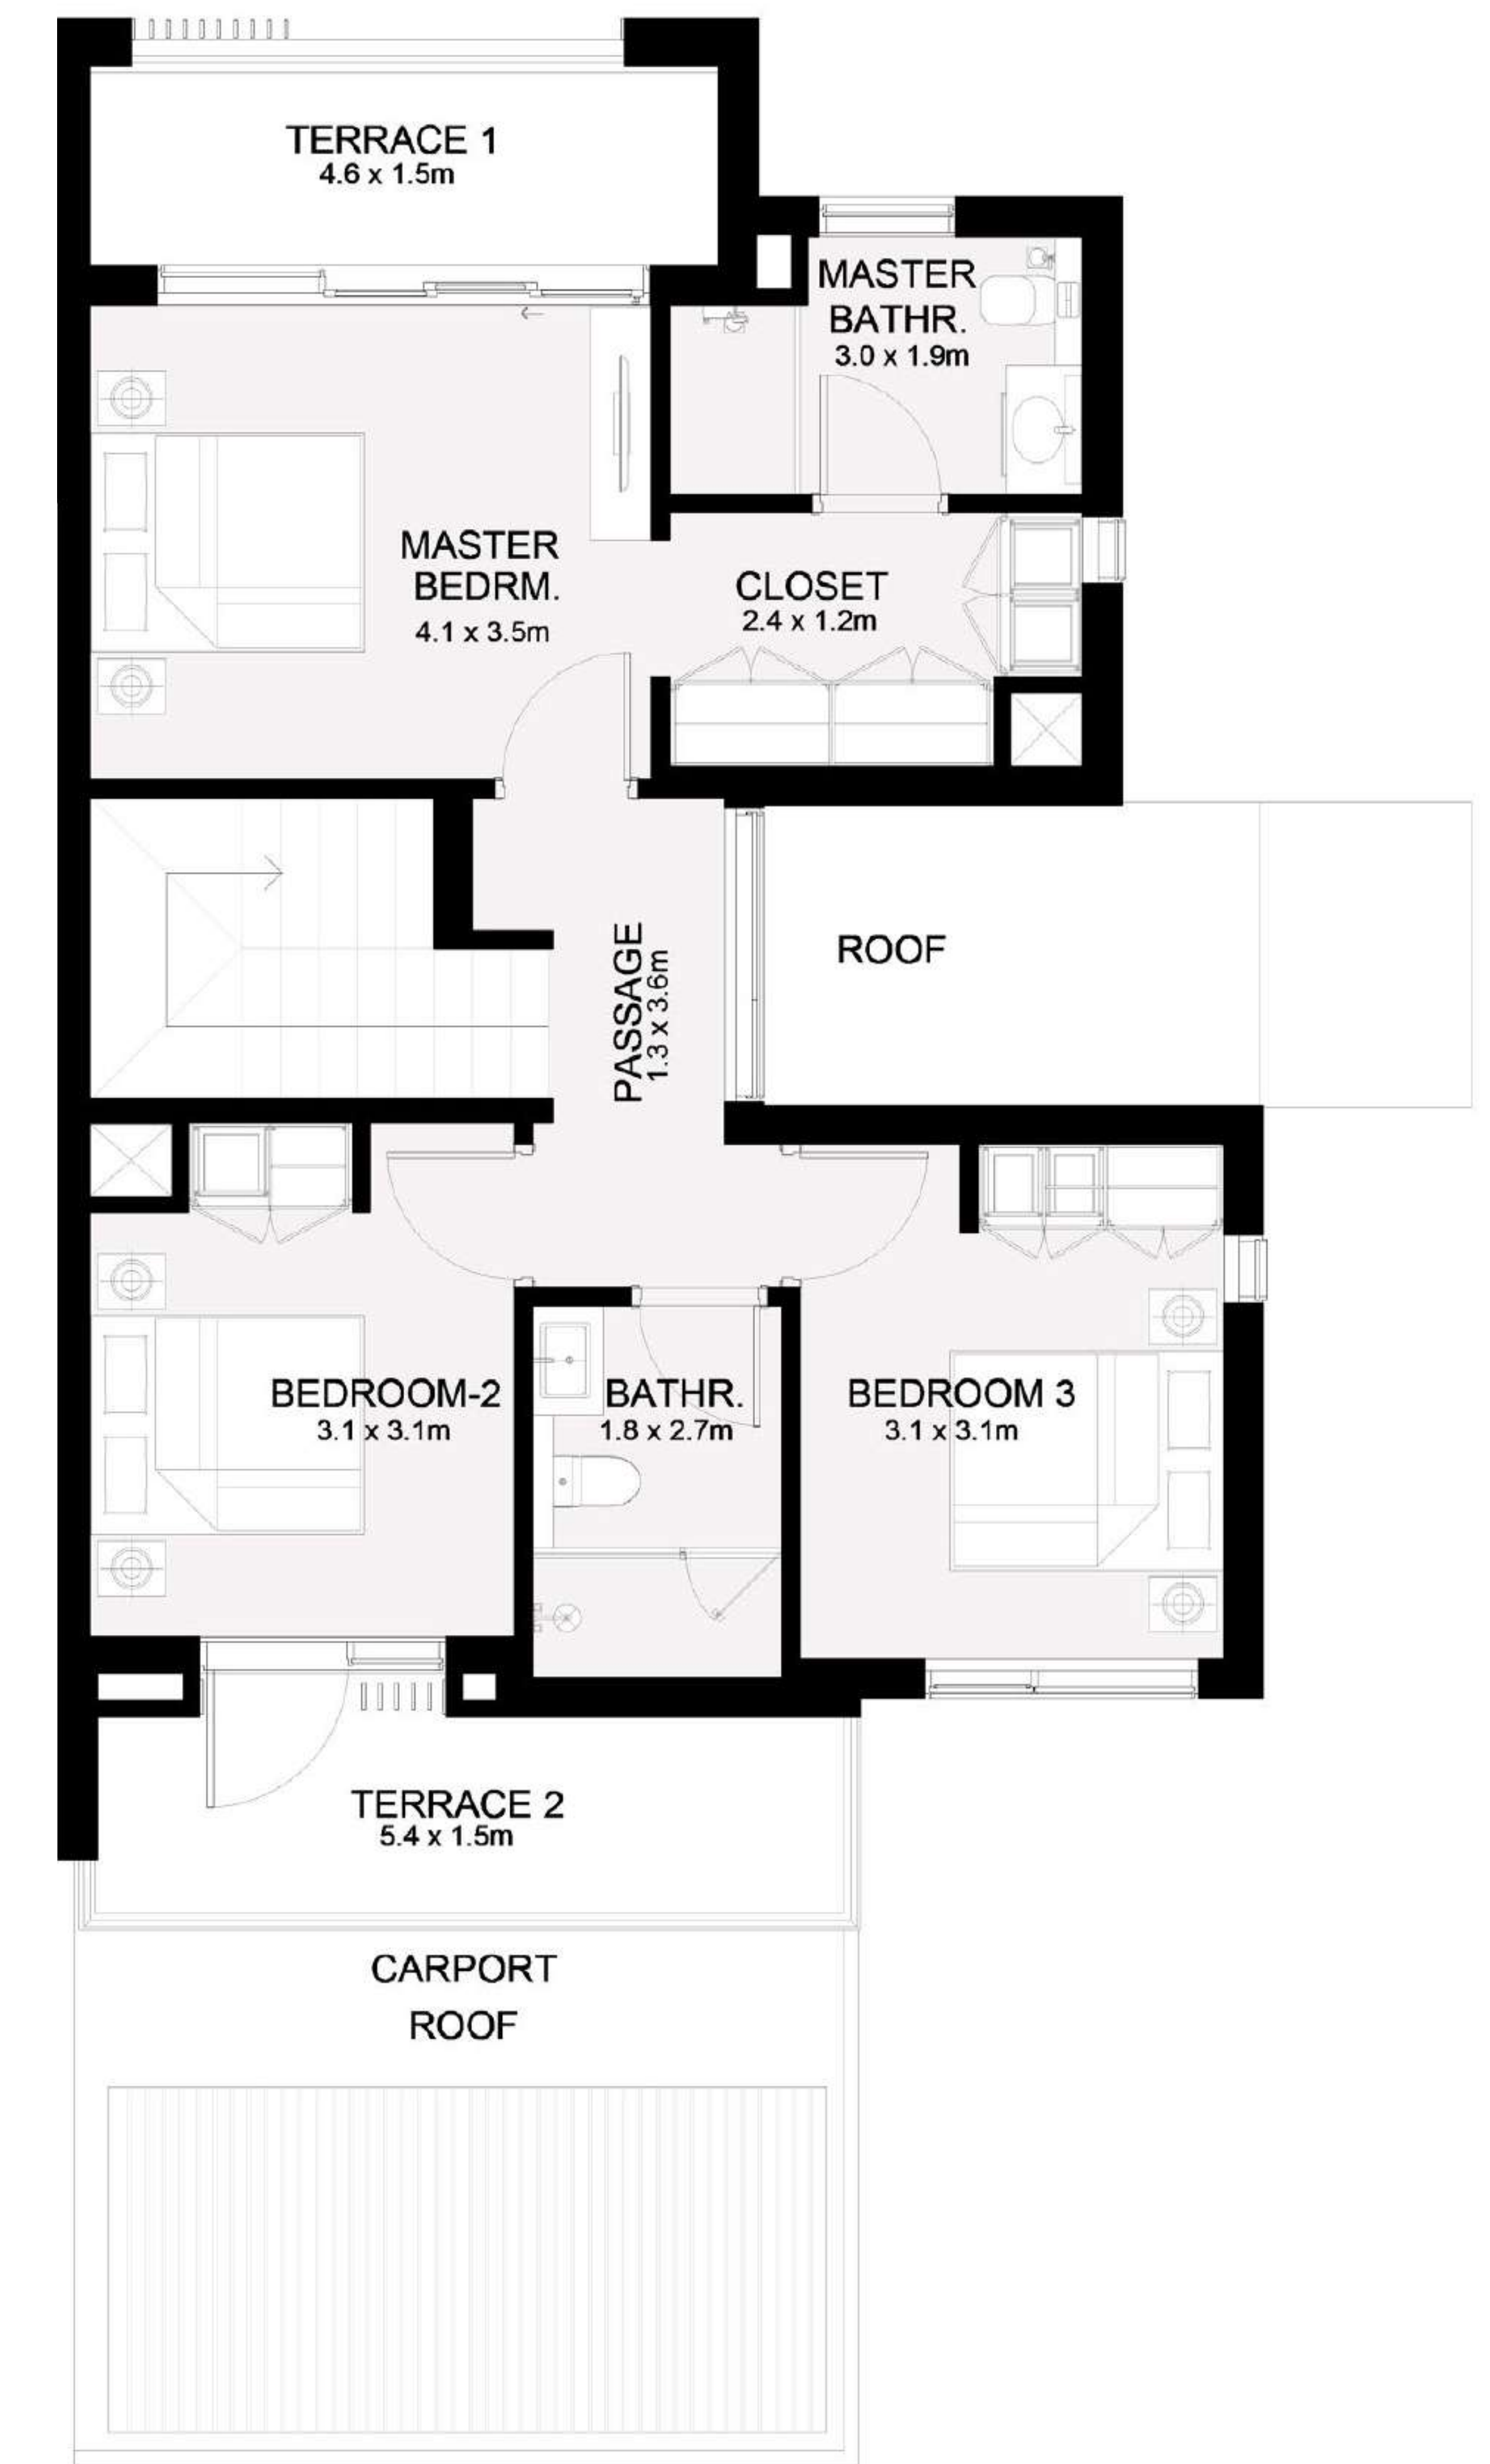 TERRACE 1
4.6 x 1.5m
MASTER
BATHR.
3.0 x 1.9m
MASTER
BEDRM.
4.1 x 3.5m
CLOSET
2.4 x 1.2m
ROOF
PASSAGE
1.3 x 3.6m
BEDROOM-2
3.1 x 3.1m
BATHR.
1.8 x 2.7m
BEDROOM 3
3.1 x 3.1m
TERRACE 2
5.4 x 1.5m
CARPORT
ROOF